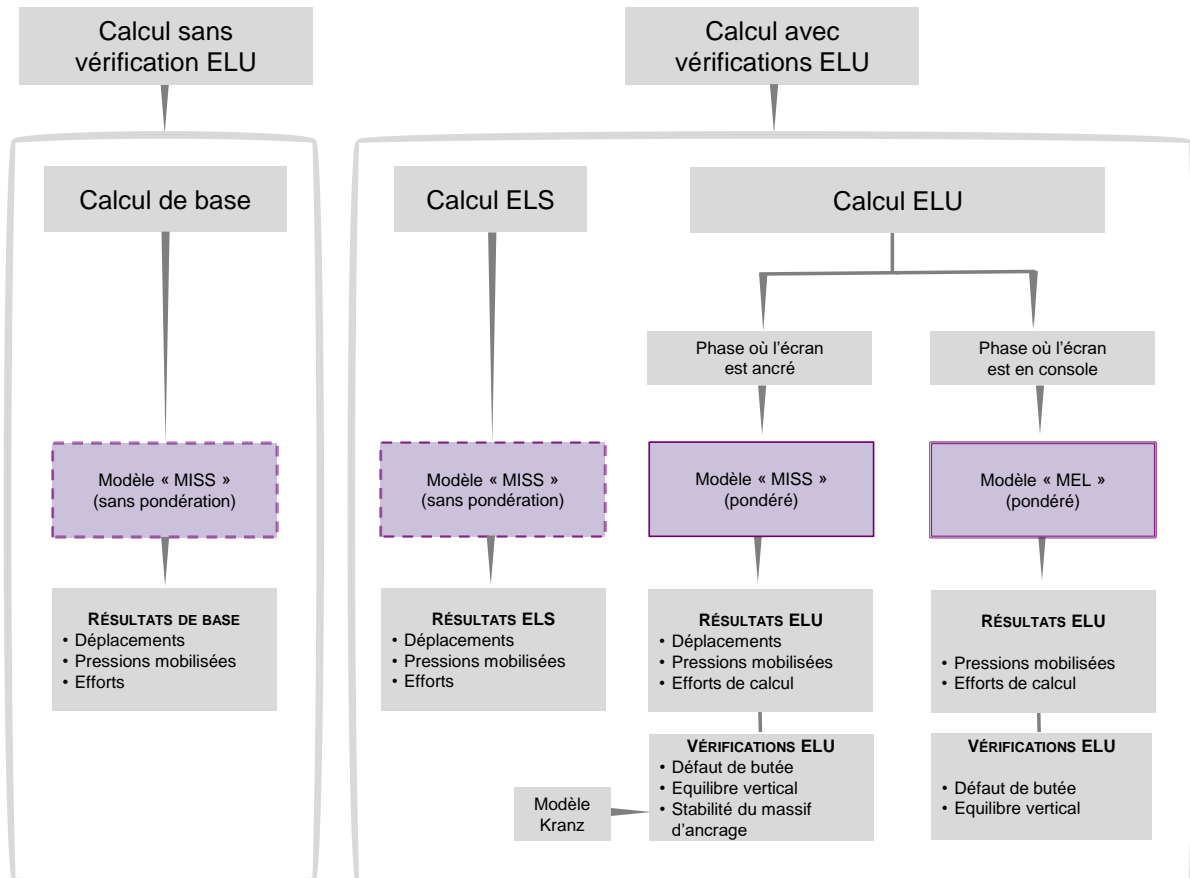 Calcul sans
vérification ELU
Calcul avec
vérifications ELU
Calcul de base
Calcul ELS
Calcul ELU
Phase où l'écran
est ancré
Phase où l'écran
est en console
Modèle « MISS »
(sans pondération)
Modèle « MISS »
(sans pondération)
Modèle « MISS »
(pondéré)
Modèle « MEL »
(pondéré)
RÉSULTATS DE BASE
• Déplacements
• Pressions mobilisées
• Efforts
RÉSULTATS ELS
• Déplacements
• Pressions mobilisées
• Efforts
RÉSULTATS ELU
• Déplacements
• Pressions mobilisées
• Efforts de calcul
RÉSULTATS ELU
• Pressions mobilisées
• Efforts de calcul
Modèle
Kranz
VÉRIFICATIONS ELU
• Défaut de butée
• Equilibre vertical
• Stabilité du massif
d'ancrage
VÉRIFICATIONS ELU
• Défaut de butée
• Equilibre vertical